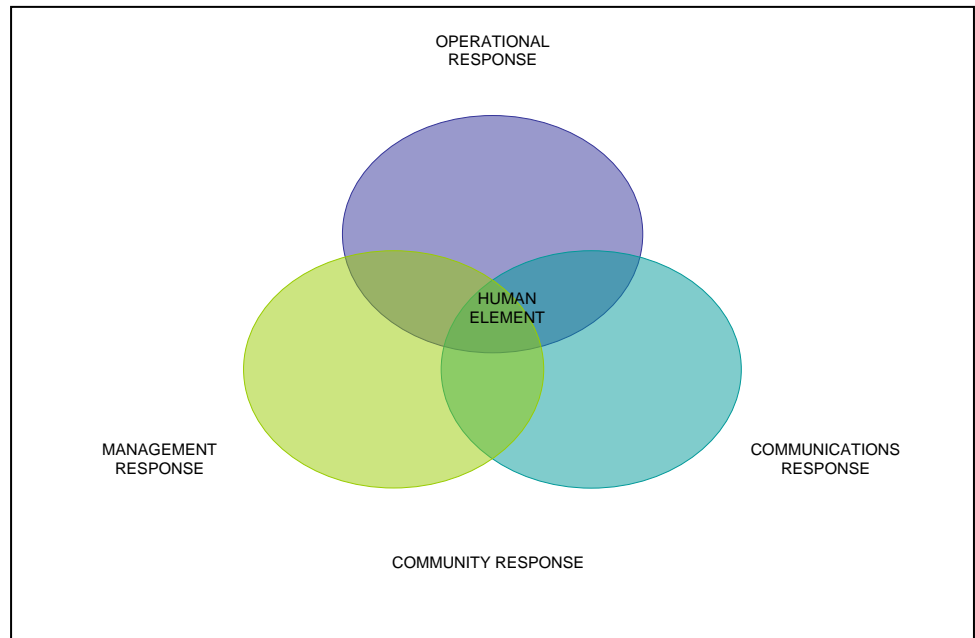 OPERATIONAL
RESPONSE
HUMAN
ELEMENT
MANAGEMENT
RESPONSE
COMMUNICATIONS
RESPONSE
COMMUNITY RESPONSE